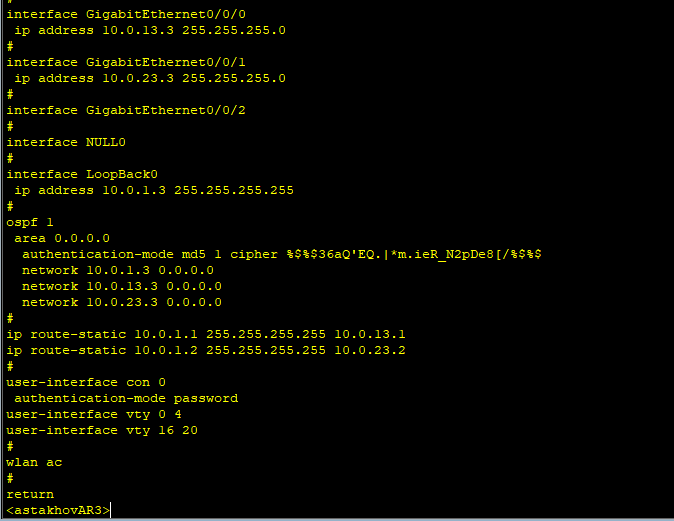 #
interface GigabitEthernet0/0/0
 ip address 10.0.13.3 255.255.255.0
#
interface GigabitEthernet0/0/1
 ip address 10.0.23.3 255.255.255.0
#
interface GigabitEthernet0/0/2
#
interface NULL0
#
interface LoopBack0
 ip address 10.0.1.3 255.255.255.255
#
ospf 1
 area 0.0.0.0
  authentication-mode md5 1 cipher %$%$36aQ'EQ.|*m.ieR_N2pDe8[/%$%$
  network 10.0.1.3 0.0.0.0
  network 10.0.13.3 0.0.0.0
  network 10.0.23.3 0.0.0.0
#
ip route-static 10.0.1.1 255.255.255.255 10.0.13.1
ip route-static 10.0.1.2 255.255.255.255 10.0.23.2
#
user-interface con 0
 authentication-mode password
user-interface vty 0 4
user-interface vty 16 20
#
wlan ac
#
return
<astakhovAR3>